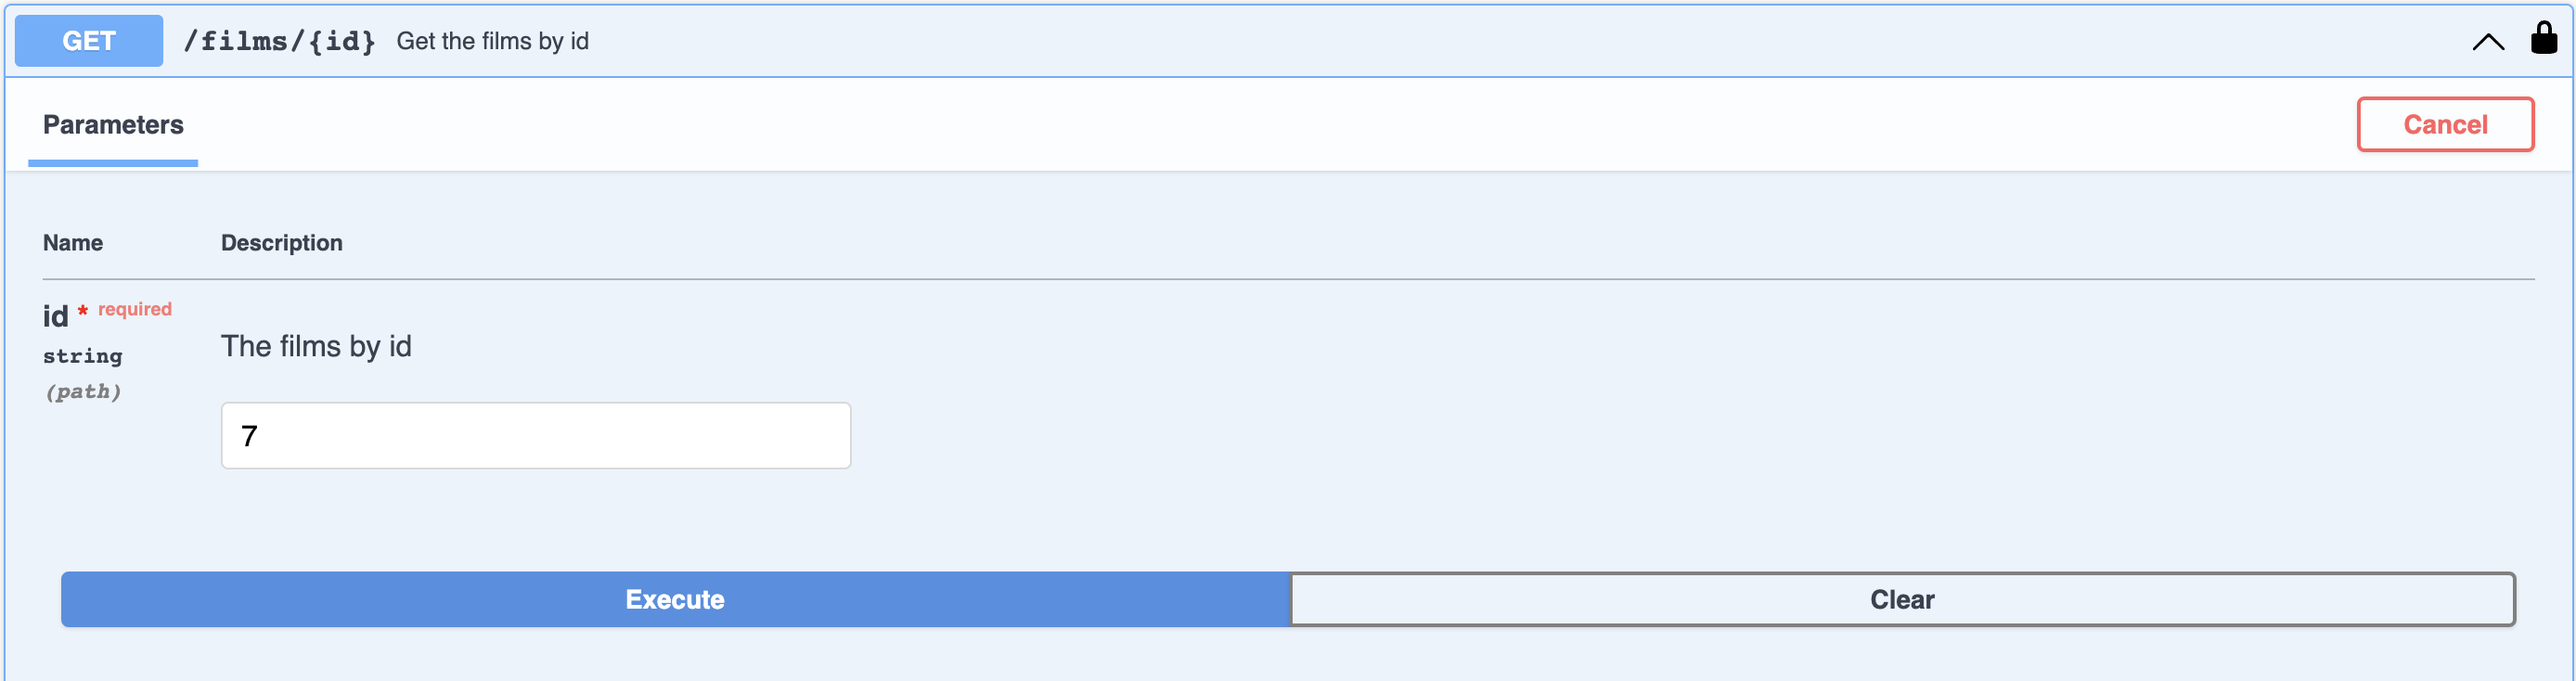 GET /films/{id} Get the films by id
Parameters
Cancel
Name Description
id * required
string
(path)
The films by id
7
Execute
Clear